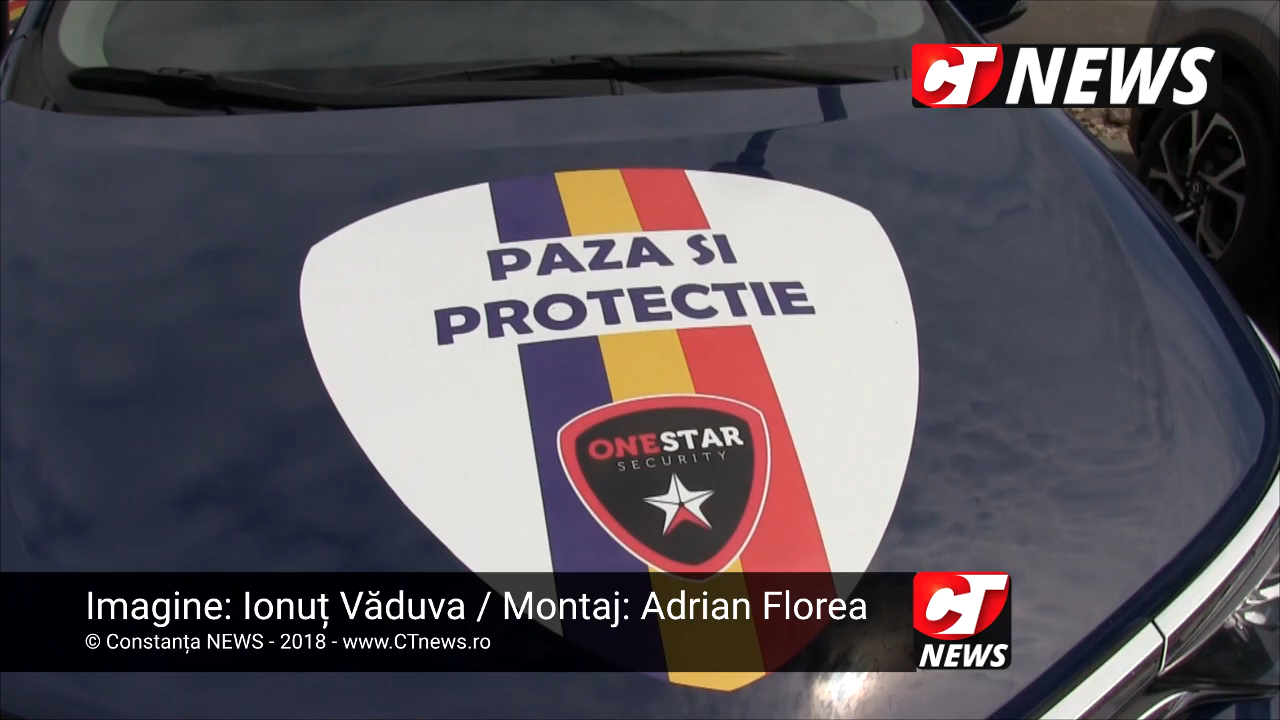 CT NEWS
PAZA SI
PROTECTIE
ONESTAR
SECURITY
Imagine: Ionuț Văduva / Montaj: Adrian Florea
© Constanța NEWS - 2018 - www.CTnews.ro
CT
NEWS